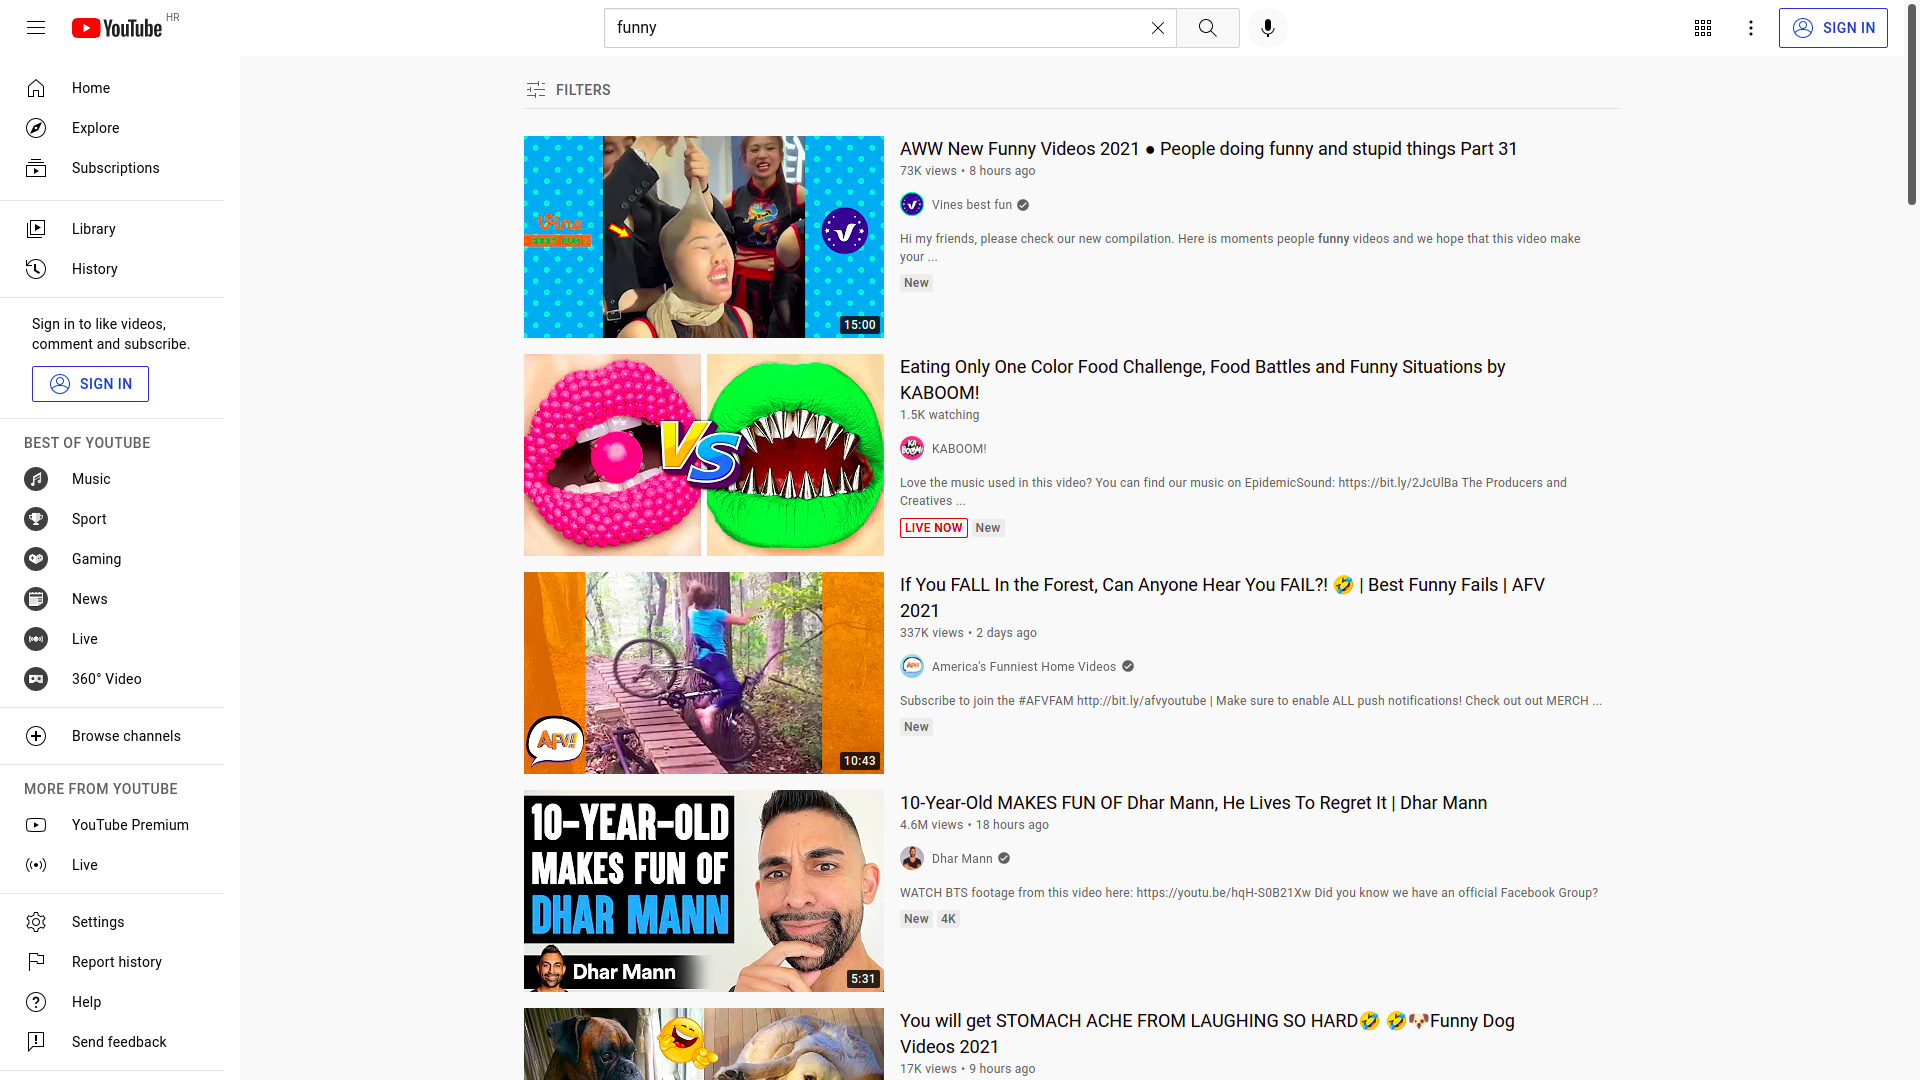 YouTube HR
funny
SIGN IN
Home
Explore
Subscriptions
Library
History
Sign in to like videos,
comment and subscribe.
SIGN IN
BEST OF YOUTUBE
Music
Sport
Gaming
News
Live
360° Video
Browse channels
MORE FROM YOUTUBE
YouTube Premium
Live
Settings
Report history
Help
Send feedback
FILTERS
Vine
BEST FUN
15:00
AWW New Funny Videos 2021 ● People doing funny and stupid things Part 31
73K views • 8 hours ago
Vines best fun
Hi my friends, please check our new compilation. Here is moments people funny videos and we hope that this video make
your ...
New
VS
Eating Only One Color Food Challenge, Food Battles and Funny Situations by
KABOOM!
1.5K watching
KA
BOOM!
KABOOM!
Love the music used in this video? You can find our music on EpidemicSound: https://bit.ly/2JcUlBa The Producers and
Creatives ...
LIVE NOW New
AFV!
10:43
If You FALL In the Forest, Can Anyone Hear You FAIL?! 🤣 | Best Funny Fails | AFV
2021
337K views • 2 days ago
AFV
America's Funniest Home Videos
Subscribe to join the #AFVFAM http://bit.ly/afvyoutube | Make sure to enable ALL push notifications! Check out out MERCH ...
New
10-YEAR-OLD
MAKES FUN OF
DHAR MANN
Dhar Mann
5:31
10-Year-Old MAKES FUN OF Dhar Mann, He Lives To Regret It | Dhar Mann
4.6M views • 18 hours ago
Dhar Mann
WATCH BTS footage from this video here: https://youtu.be/hqH-S0B21Xw Did you know we have an official Facebook Group?
New 4K
You will get STOMACH ACHE FROM LAUGHING SO HARD🤣 🤣🐶Funny Dog
Videos 2021
17K views • 9 hours ago